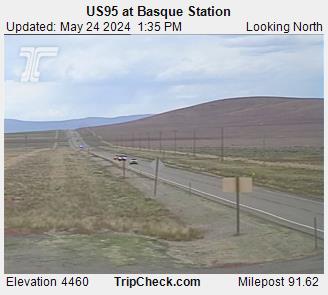 US95 at Basque Station
Updated: May 24 2024 1:35 PM Looking North
Elevation 4460 TripCheck.com Milepost 91.62